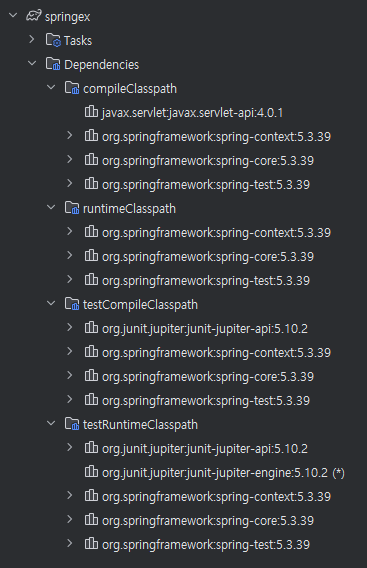 springex
Tasks
Dependencies
compileClasspath
javax.servlet:javax.servlet-api:4.0.1
org.springframework:spring-context:5.3.39
org.springframework:spring-core:5.3.39
org.springframework:spring-test:5.3.39
runtimeClasspath
org.springframework:spring-context:5.3.39
org.springframework:spring-core:5.3.39
org.springframework:spring-test:5.3.39
testCompileClasspath
org.junit.jupiter:junit-jupiter-api:5.10.2
org.springframework:spring-context:5.3.39
org.springframework:spring-core:5.3.39
org.springframework:spring-test:5.3.39
testRuntimeClasspath
org.junit.jupiter:junit-jupiter-api:5.10.2
org.junit.jupiter:junit-jupiter-engine:5.10.2 (*)
org.springframework:spring-context:5.3.39
org.springframework:spring-core:5.3.39
org.springframework:spring-test:5.3.39